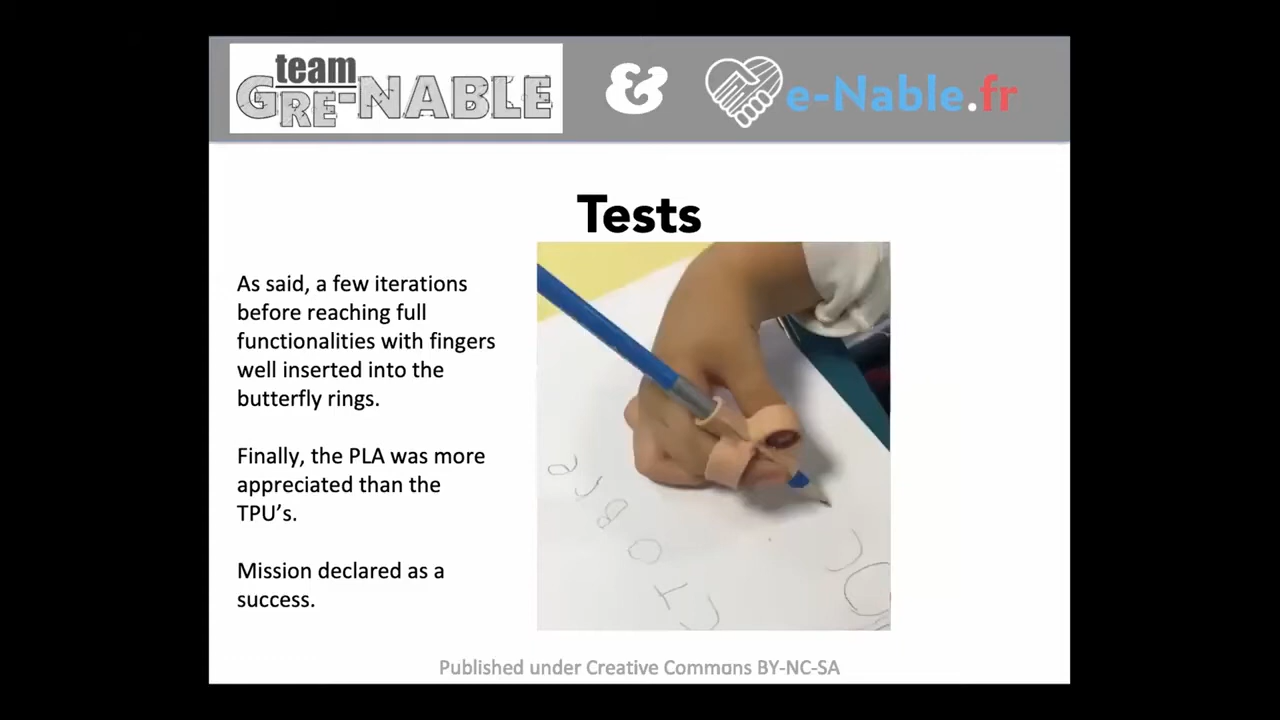 team
GRE-NABLE
&
e-Nable.fr
Tests
As said, a few iterations
before reaching full
functionalities with fingers
well inserted into the
butterfly rings.
Finally, the PLA was more
appreciated than the
TPU’s.
Mission declared as a
success.
Published under Creative Commons BY-NC-SA